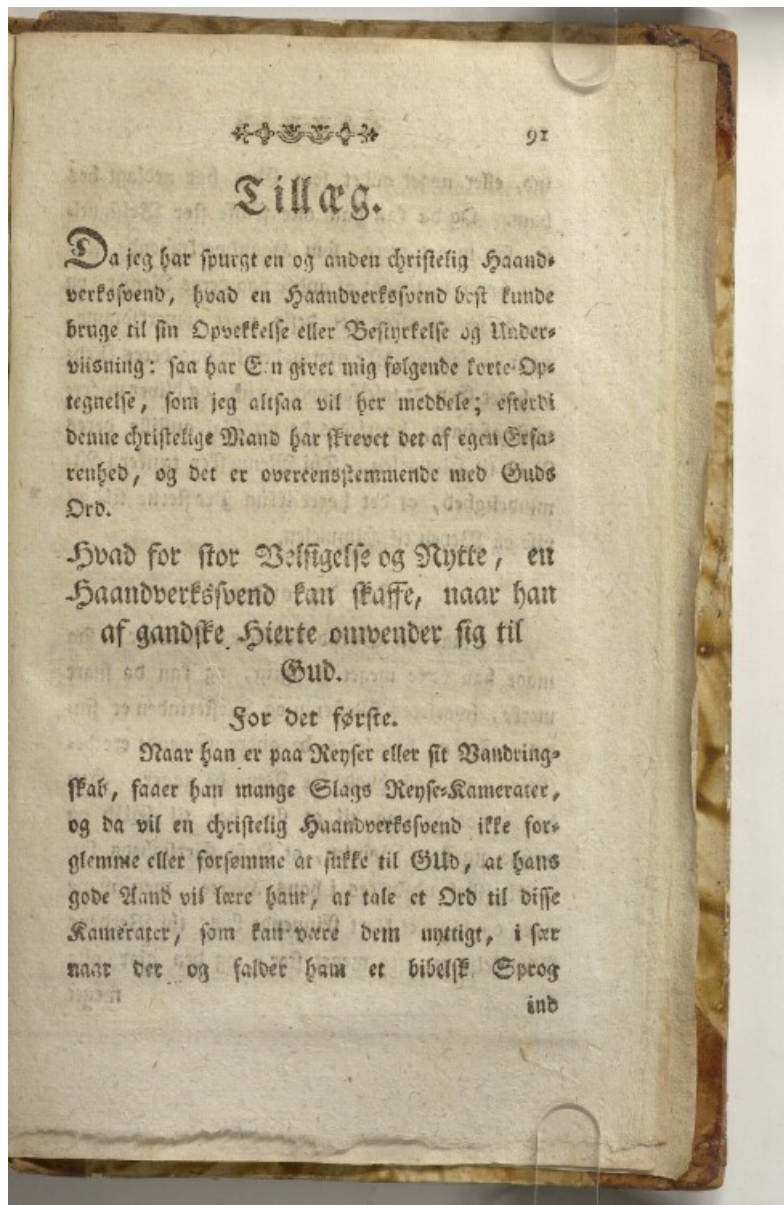 91
Tillæg.
Da jeg har spurgt en og anden christelig Haand-
verkssvend, hvad en Haandverkssvend best kunde
bruge til sin Opvekkelse eller Bestyrkelse og Under-
viisning: saa har Een givet mig følgende korte Op-
tegnelse, som jeg altsaa vil her meddele; efterdi
denne christelige Mand har skrevet det af egen Erfa-
renhed, og det er overeensstemmende med Guds
Ord.
Hvad for stor Velsigelse og Nytte, en
Haandverkssvend kan skaffe, naar han
af gandske Hierte omvender sig til
Gud.
For det første.
Naar han er paa Reyser eller sit Vandring-
skab, faaer han mange Slags Reyse-Kamerater,
og da vil en christelig Haandverkssvend ikke for-
glemme eller forsømme at sukke til GUd, at hans
gode Aand vil lære ham, at tale et Ord til disse
Kamerater, som kan være dem nyttigt, i sær
naar der og falder ham et bibelsk Sprog
ind